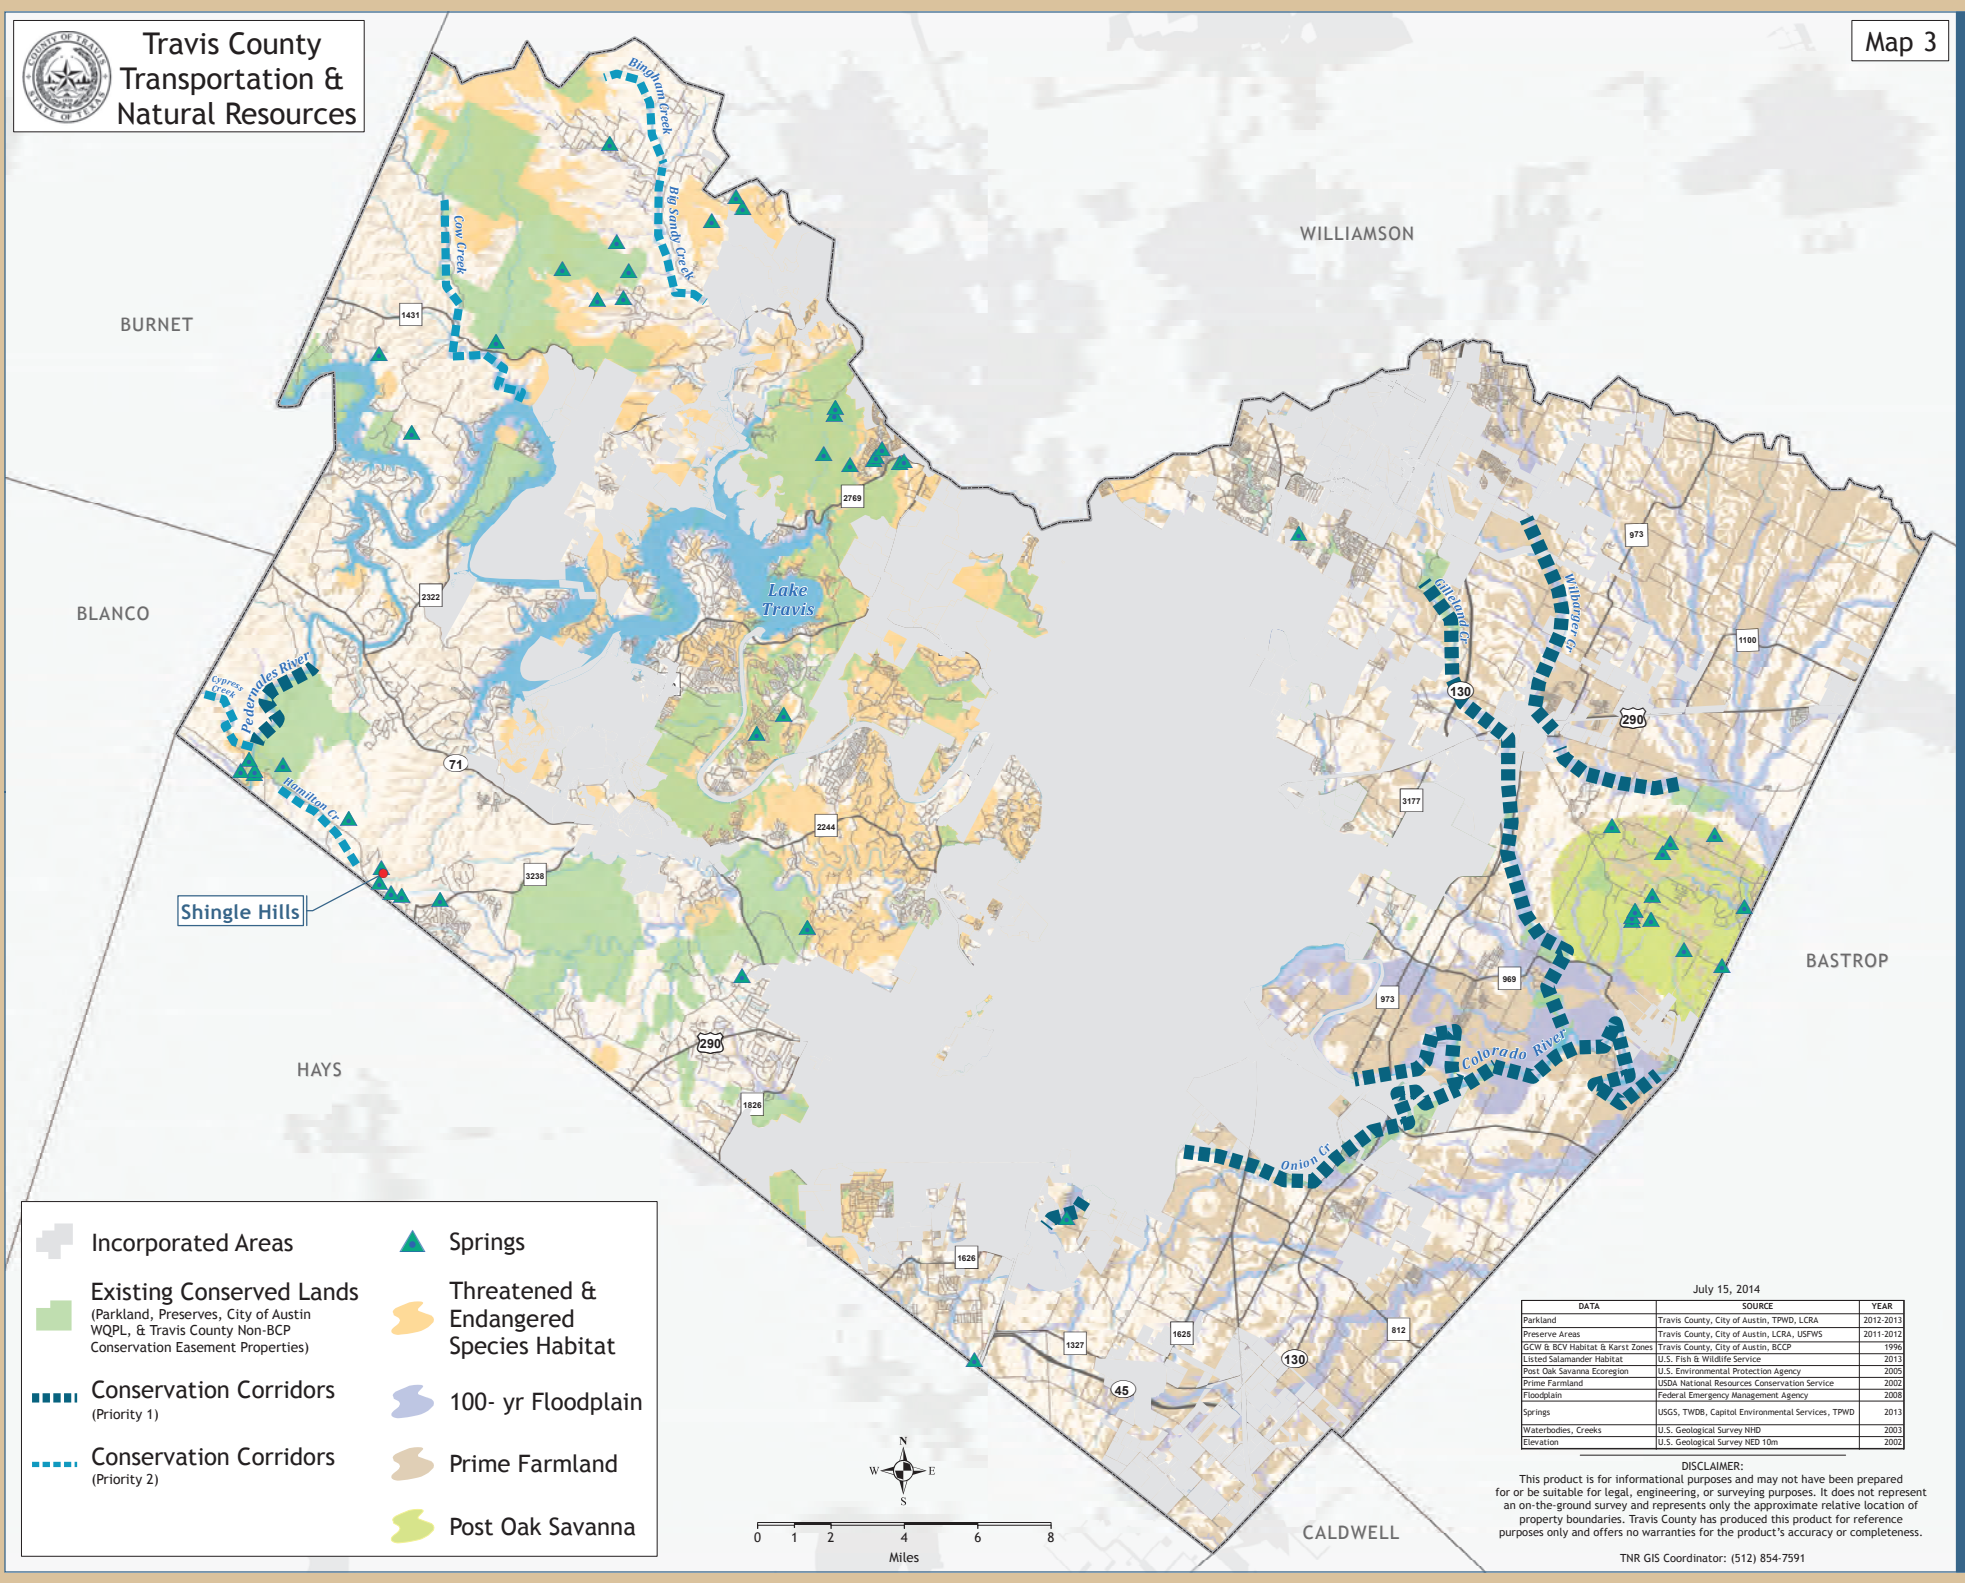 COUNTY OF TRAVIS
STATE OF TEXAS
Travis County
Transportation &
Natural Resources
Map 3
WILLIAMSON
BURNET
BLANCO
HAYS
BASTROP
CALDWELL
Bingham Creek
Big Sandy Creek
Cow Creek
1431
2769
Lake
Travis
2322
Cypress
Creek
Pedernales River
Hamilton Cr
71
2244
3238
Shingle Hills
290
1826
1626
1327
45
1625
130
812
Gilleland Cr
Wilbarger Cr
973
1100
130
290
3177
969
973
Colorado River
Onion Cr
Incorporated Areas
Existing Conserved Lands
(Parkland, Preserves, City of Austin
WQPL, & Travis County Non-BCP
Conservation Easement Properties)
Conservation Corridors
(Priority 1)
Conservation Corridors
(Priority 2)
Springs
Threatened &
Endangered
Species Habitat
100- yr Floodplain
Prime Farmland
Post Oak Savanna
N
W E
S
0 1 2 4 6 8
Miles
July 15, 2014
DATA SOURCE YEAR
Parkland Travis County, City of Austin, TPWD, LCRA 2012-2013
Preserve Areas Travis County, City of Austin, LCRA, USFWS 2011-2012
GCW & BCV Habitat & Karst Zones Travis County, City of Austin, BCCP 1996
Listed Salamander Habitat U.S. Fish & Wildlife Service 2013
Post Oak Savanna Ecoregion U.S. Environmental Protection Agency 2005
Prime Farmland USDA National Resources Conservation Service 2002
Floodplain Federal Emergency Management Agency 2008
Springs USGS, TWDB, Capitol Environmental Services, TPWD 2013
Waterbodies, Creeks U.S. Geological Survey NHD 2003
Elevation U.S. Geological Survey NED 10m 2002
DISCLAIMER:
This product is for informational purposes and may not have been prepared
for or be suitable for legal, engineering, or surveying purposes. It does not represent
an on-the-ground survey and represents only the approximate relative location of
property boundaries. Travis County has produced this product for reference
purposes only and offers no warranties for the product's accuracy or completeness.
TNR GIS Coordinator: (512) 854-7591